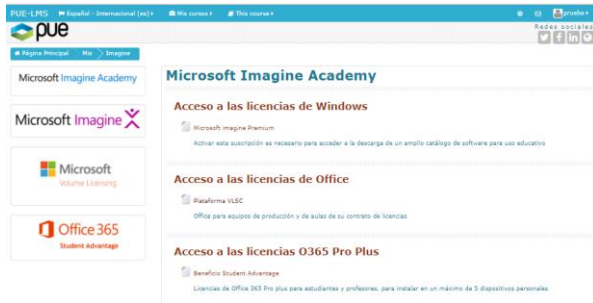 PUE-LMS Español - Internacional (es) Mis cursos This course prueba
pue
Redes sociales
Página Principal Mia Imagine
Microsoft Imagine Academy
Microsoft Imagine
Microsoft
Volume Licensing
Office 365
Student Advantage
Microsoft Imagine Academy
Acceso a las licencias de Windows
Microsoft Imagine Premium
Activar esta suscripción es necesario para acceder a la descarga de un amplio catálogo de software para uso educativo
Acceso a las licencias de Office
Plataforma VLSC
Office para equipos de producción y de aulas de su contrato de licencias
Acceso a las licencias O365 Pro Plus
Beneficio Student Advantage
Licencias de Office 365 Pro plus para estudiantes y profesores, para instalar en un máximo de 5 dispositivos personales